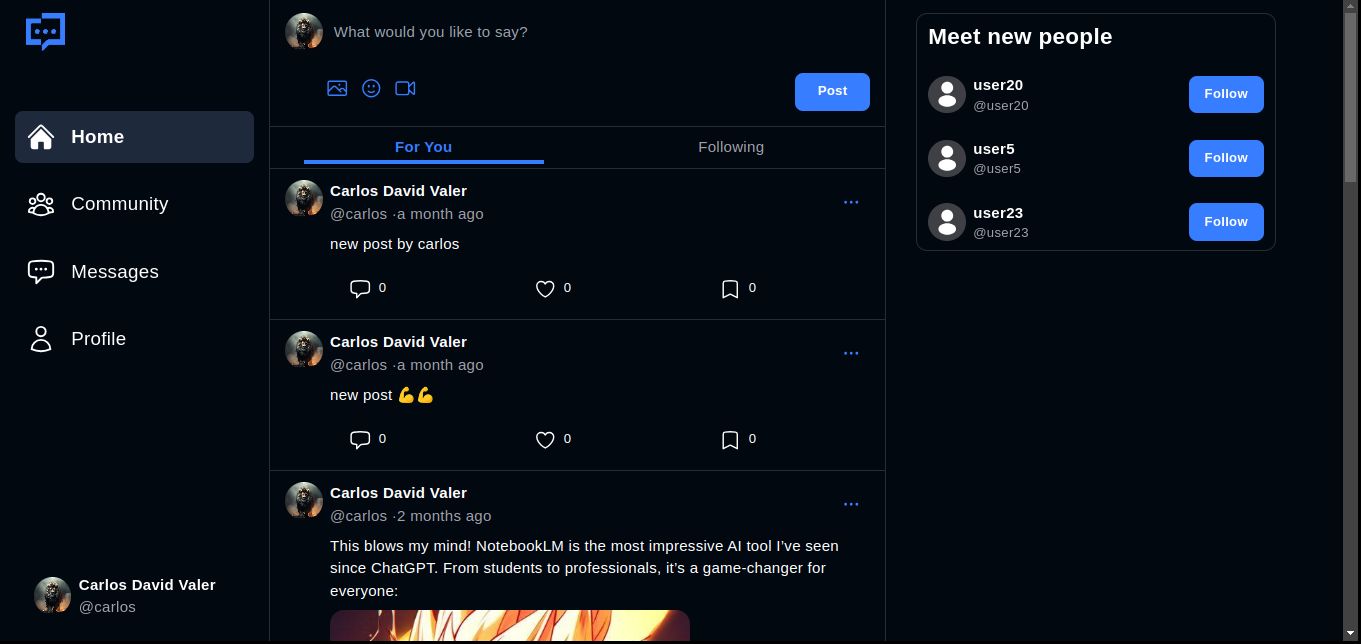 What would you like to say?
Post
Home
Community
Messages
Profile
Carlos David Valer
@carlos
For You
Following
Carlos David Valer
@carlos ·a month ago
new post by carlos
0 0 0
Carlos David Valer
@carlos ·a month ago
new post 💪💪
0 0 0
Carlos David Valer
@carlos ·2 months ago
This blows my mind! NotebookLM is the most impressive AI tool I’ve seen
since ChatGPT. From students to professionals, it’s a game-changer for
everyone:
Meet new people
user20
@user20
Follow
user5
@user5
Follow
user23
@user23
Follow